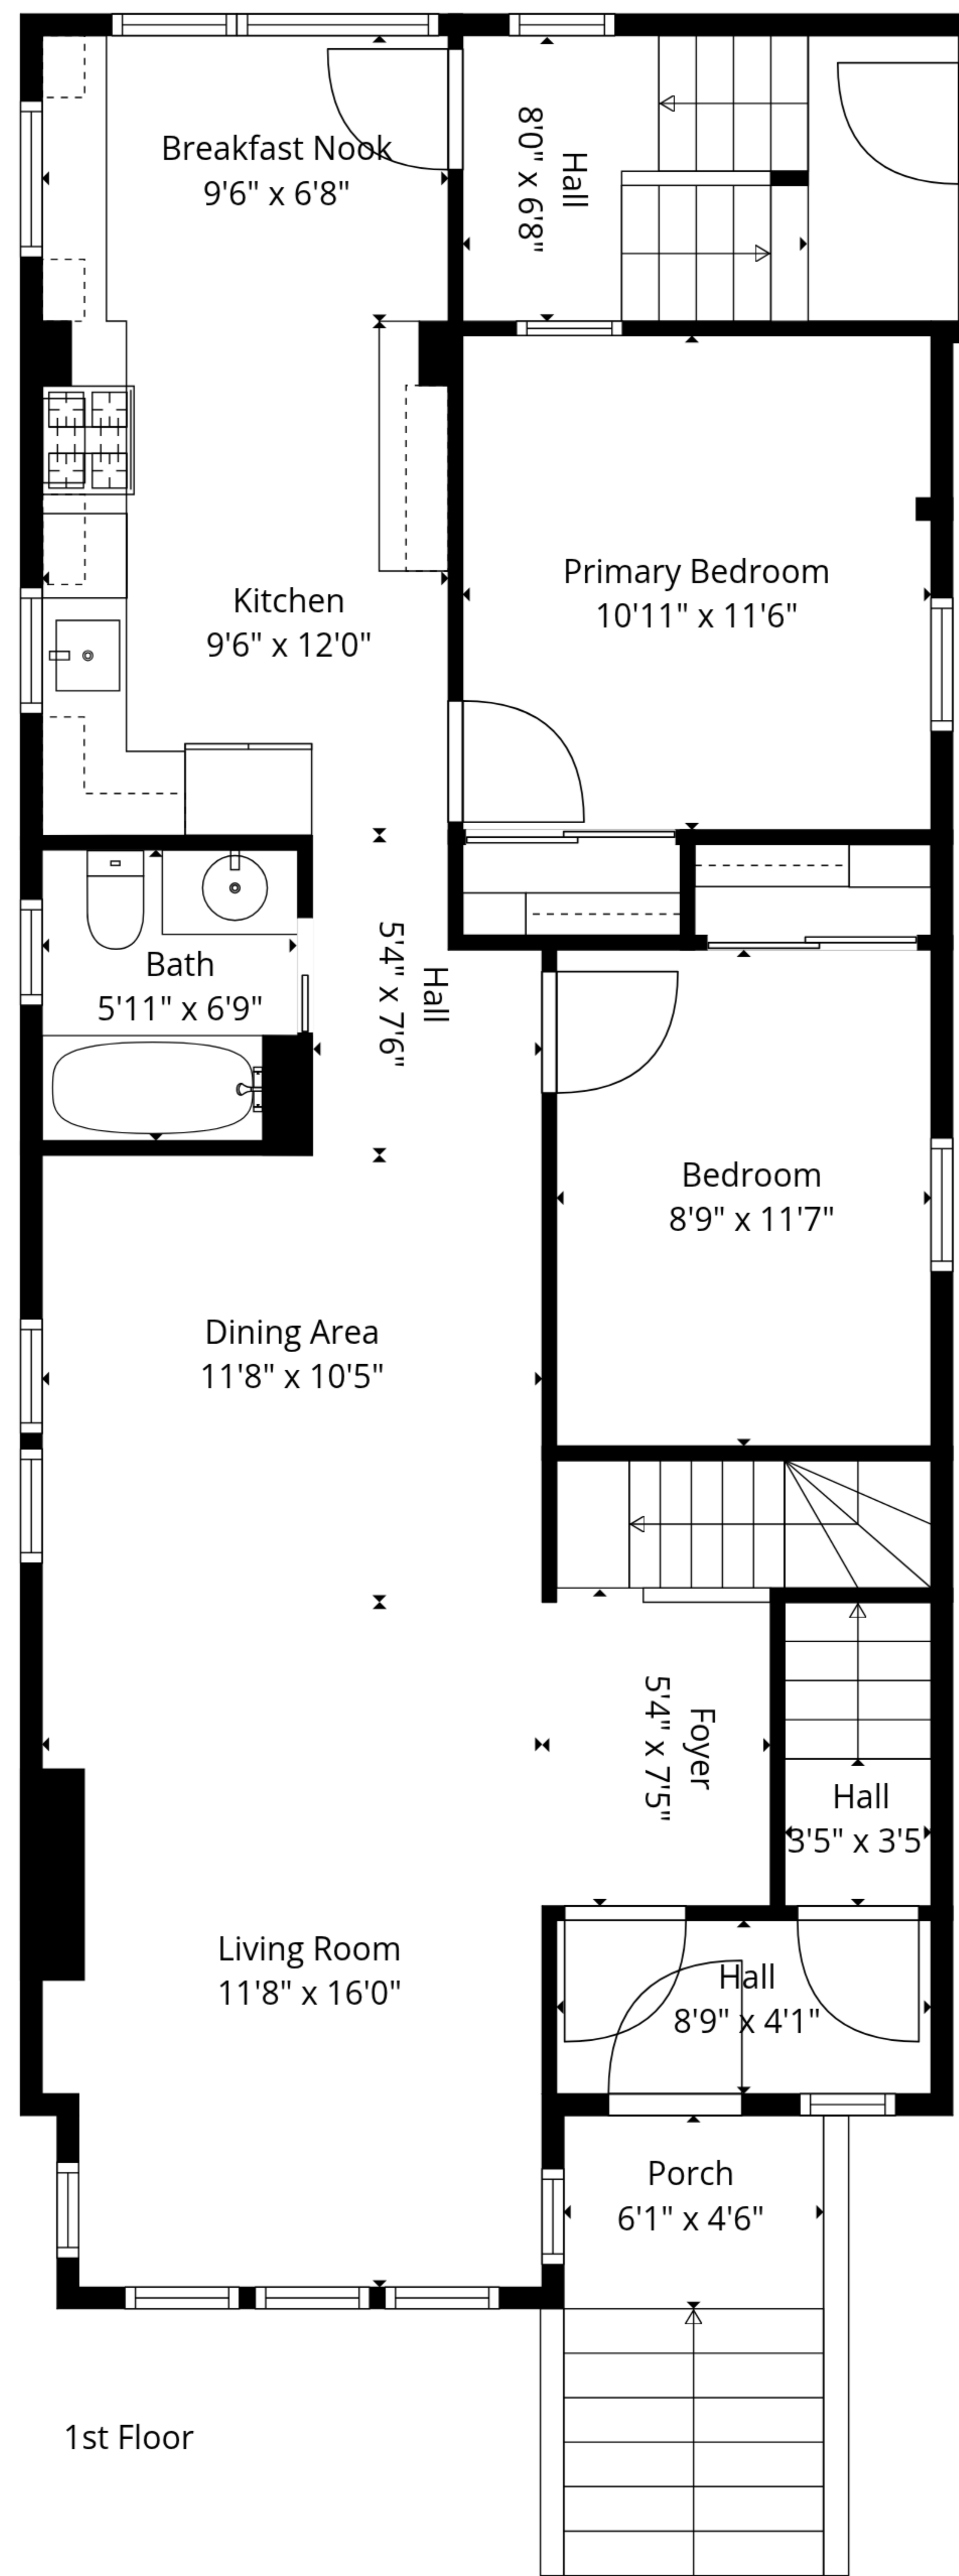 Breakfast Nook
9'6" x 6'8"
Hall
8'0" x 6'8"
Primary Bedroom
10'11" x 11'6"
Kitchen
9'6" x 12'0"
Hall
5'4" x 7'6"
Bath
5'11" x 6'9"
Bedroom
8'9" x 11'7"
Dining Area
11'8" x 10'5"
Foyer
5'4" x 7'5"
Hall
3'5" x 3'5
Living Room
11'8" x 16'0"
Hall
8'9" x 4'1"
Porch
6'1" x 4'6"
1st Floor